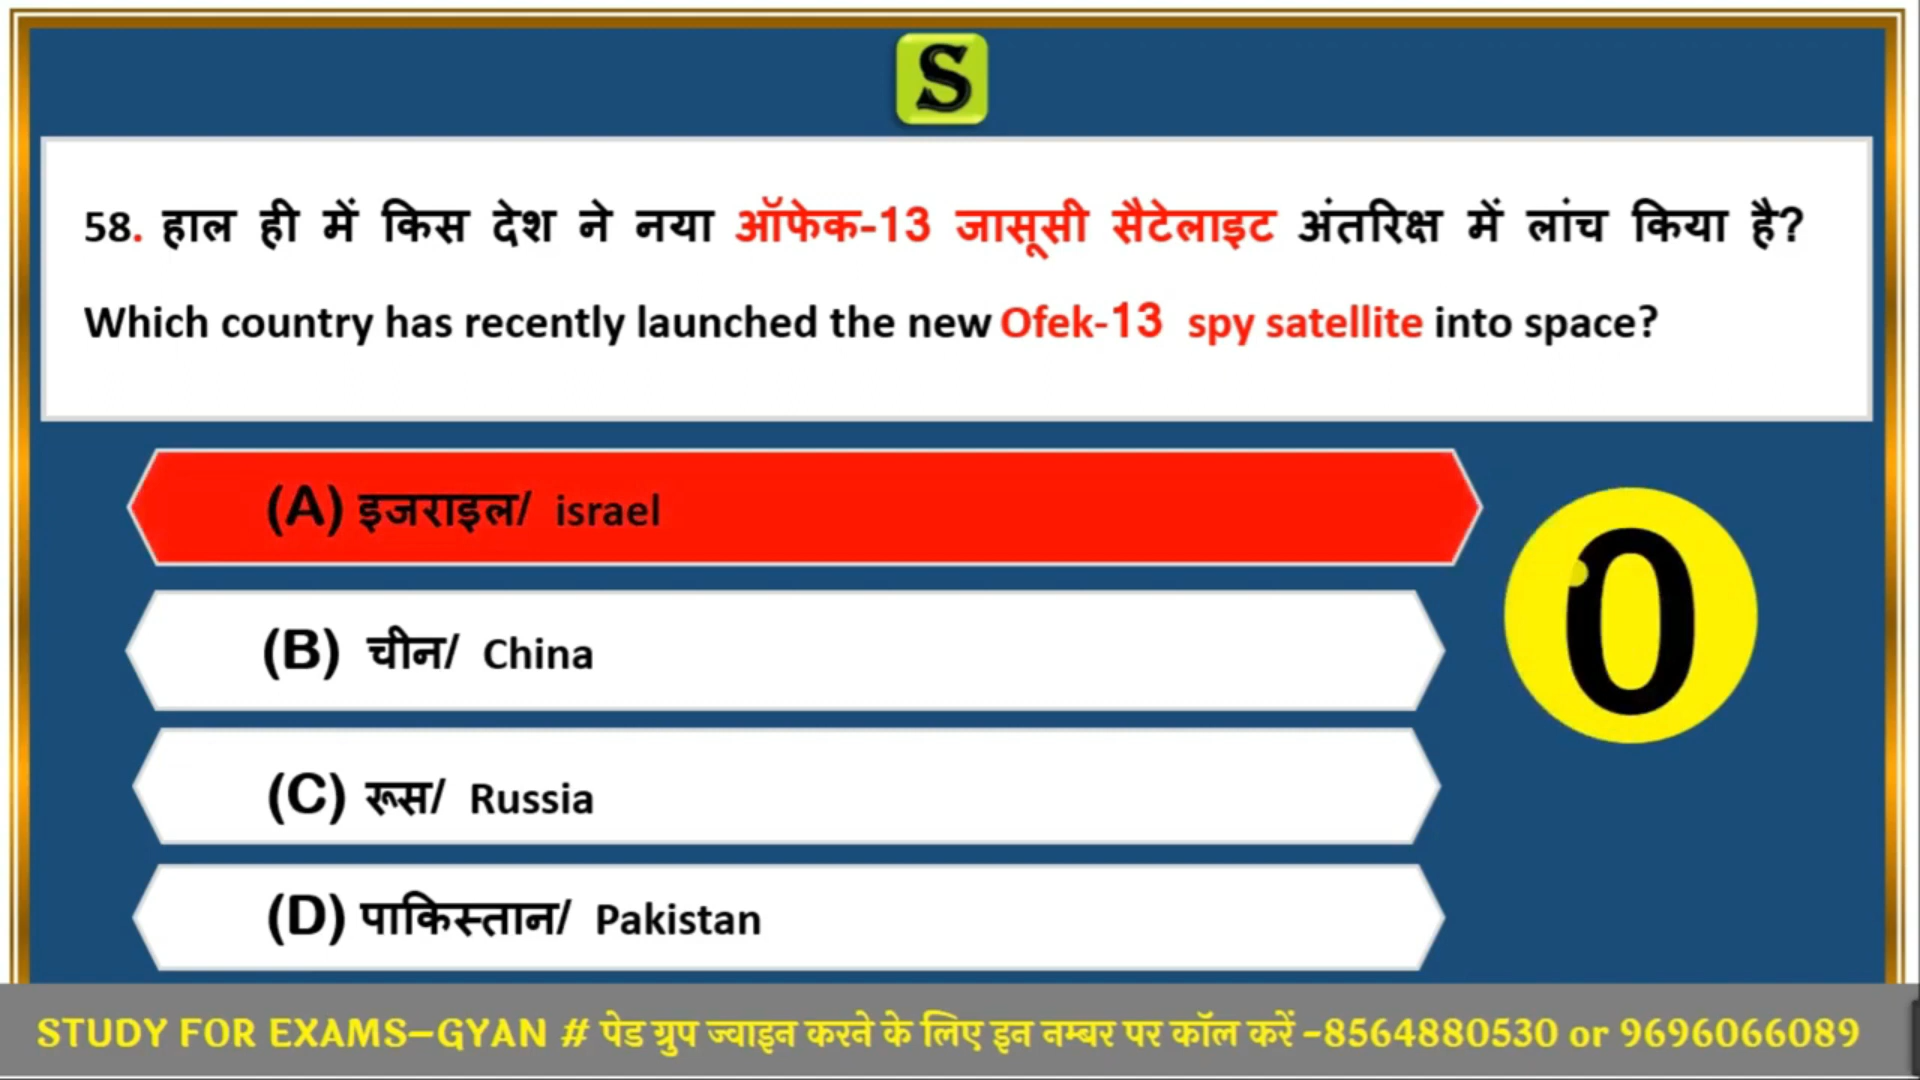 S
58. हाल ही में किस देश ने नया ऑफेक-13 जासूसी सैटेलाइट अंतरिक्ष में लांच किया है?
Which country has recently launched the new Ofek-13 spy satellite into space?
(A) इजराइल/ israel
(B) चीन/ China
0
(C) रूस/ Russia
(D) पाकिस्तान/ Pakistan
STUDY FOR EXAMS-GYAN # पेड ग्रुप ज्वाइन करने के लिए इन नम्बर पर कॉल करें -8564880530 or 9696066089